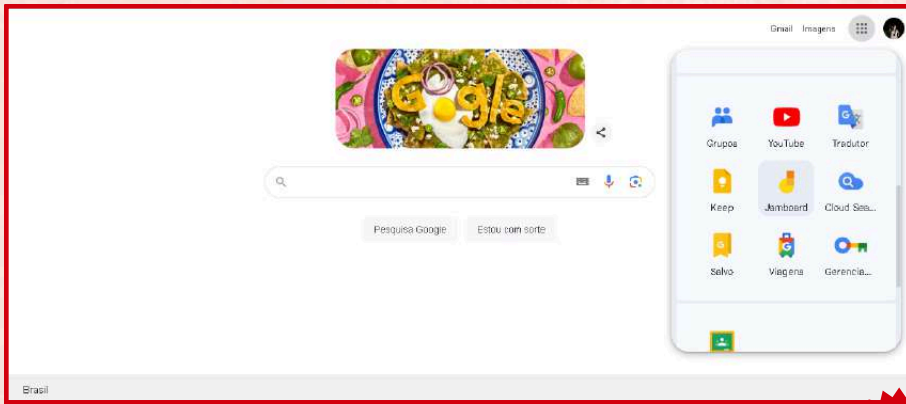 Gmail Imagens
Google
Grupos YouTube Tradutor
Keep Jamboard Cloud Sea...
Pesquisa Google Estou com sorte
Salvo Viagens Gerencia...
Brasil